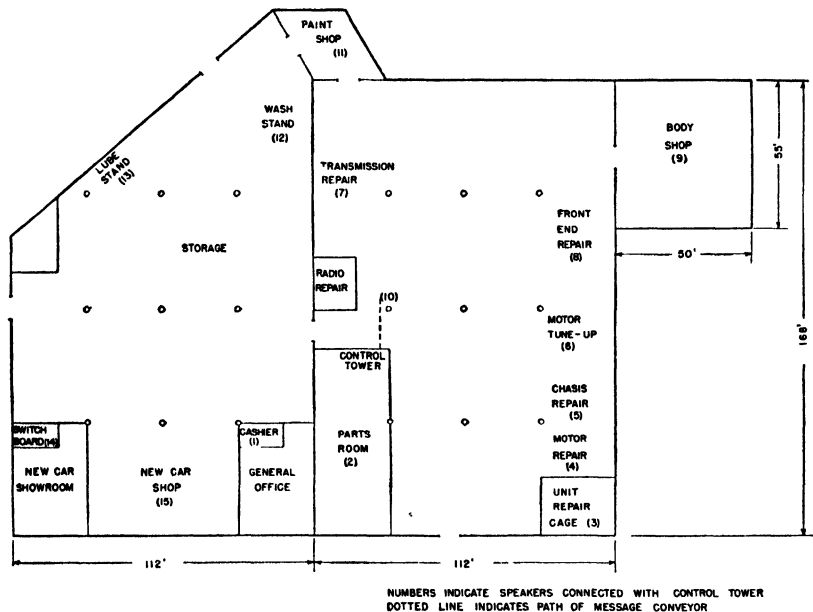 PAINT
SHOP
(11)
WASH
STAND
(12)
BODY
SHOP
(9)
55'
LUBE
STAND
(13)
TRANSMISSION
REPAIR
(7)
FRONT
END
REPAIR
(8)
STORAGE
50'
RADIO
REPAIR
(10)
MOTOR
TUNE-UP
(6)
168'
CONTROL
TOWER
CHASIS
REPAIR
(5)
SWITCH
BOARD(14)
CASHIER
(1)
PARTS
ROOM
(2)
MOTOR
REPAIR
(4)
NEW CAR
SHOWROOM
NEW CAR
SHOP
(15)
GENERAL
OFFICE
UNIT
REPAIR
CAGE (3)
112'
112'
NUMBERS INDICATE SPEAKERS CONNECTED WITH CONTROL TOWER
DOTTED LINE INDICATES PATH OF MESSAGE CONVEYOR